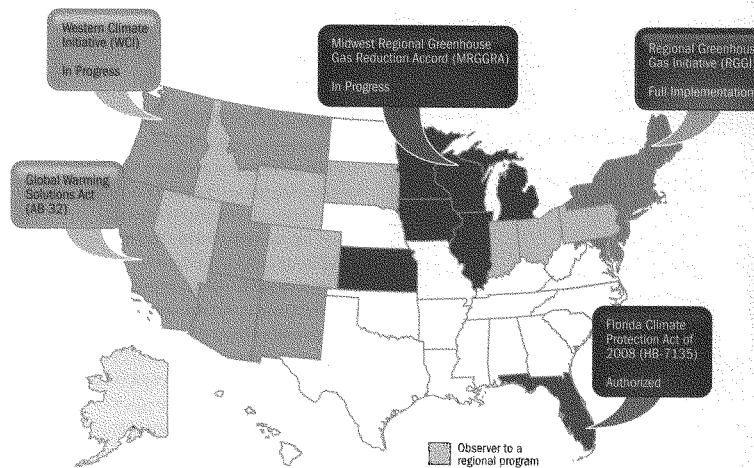 Western Climate
Initiative (WCI)
In Progress
Midwest Regional Greenhouse
Gas Reduction Accord (MRGGRA)
In Progress
Regional Greenhouse
Gas Initiative (RGGI)
Full Implementation
Global Warming
Solutions Act
(AB-32)
Florida Climate
Protection Act of
2008 (HB-7135)
Authorized
Observer to a
regional program